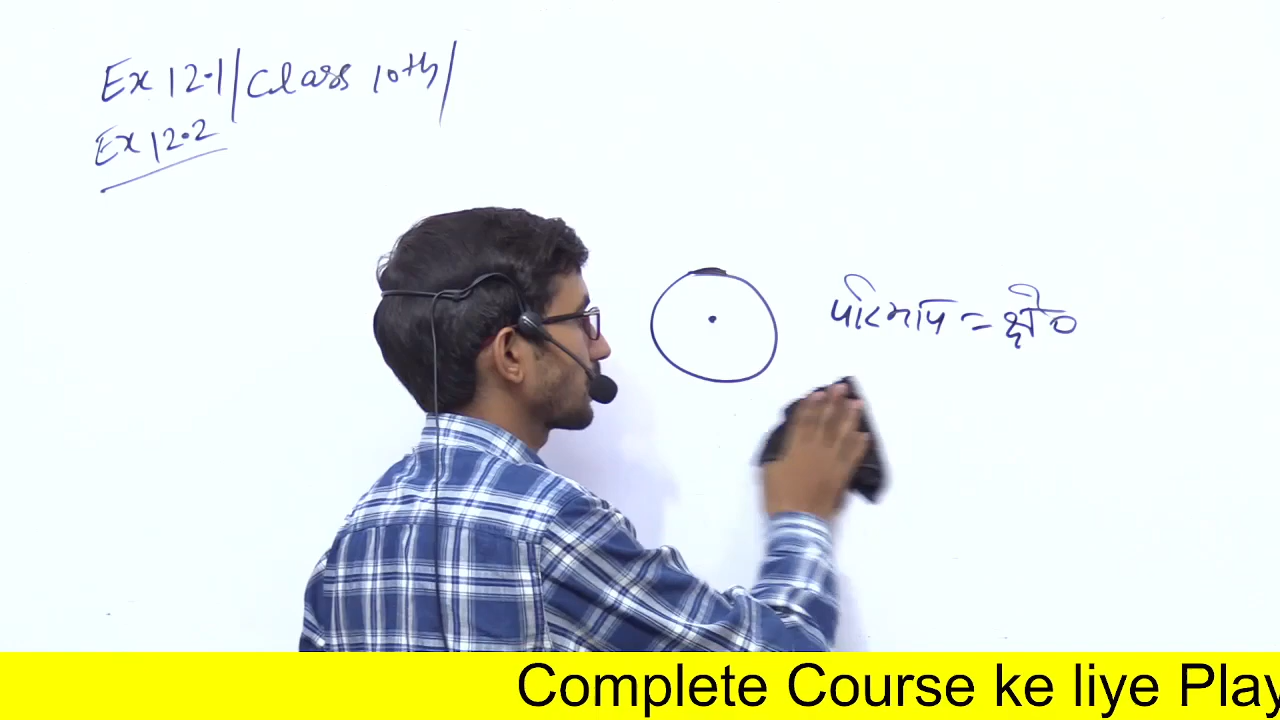 Ex 12.1/Class 10th/
Ex 12.2
परिमाप = क्षे०
Complete Course ke liye Play